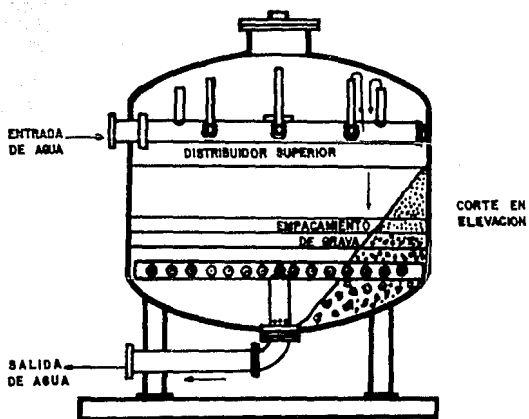 ENTRADA
DE AGUA
DISTRIBUIDOR SUPERIOR
CORTE EN
ELEVACION
EMPACAMIENTO
DE GRAVA
SALIDA
DE AGUA